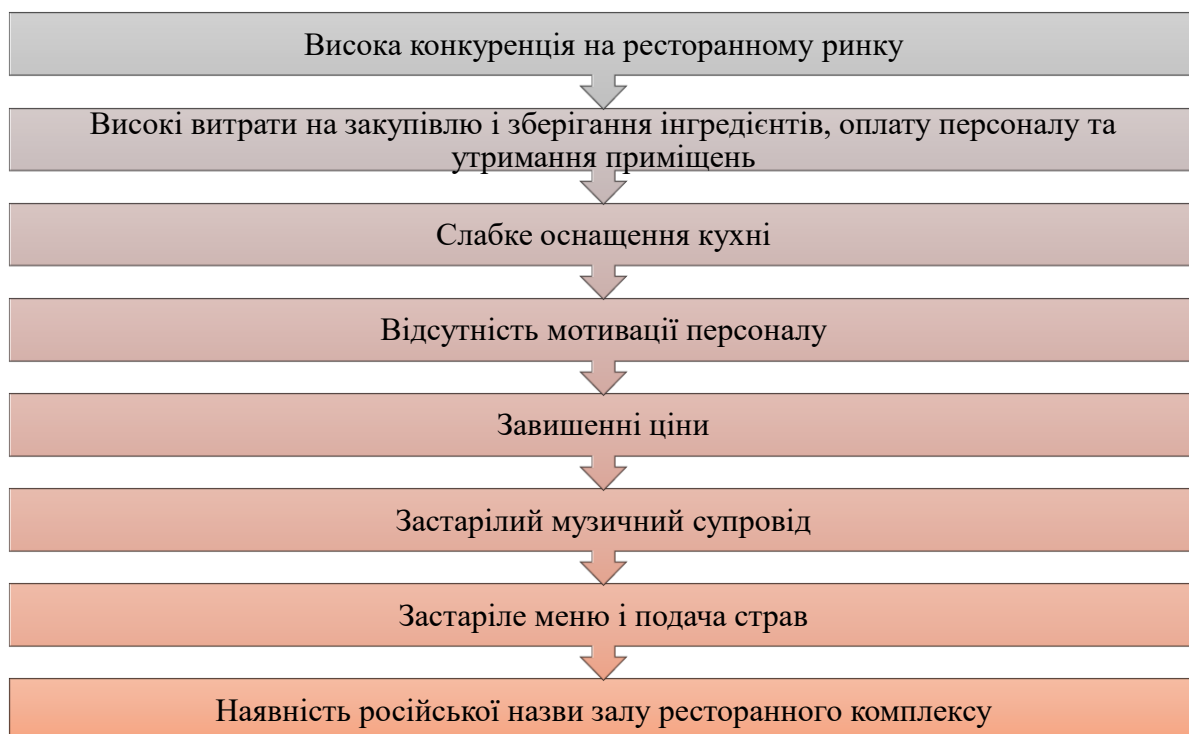 Висока конкуренція на ресторанному ринку
Високі витрати на закупівлю і зберігання інгредієнтів, оплату персоналу та
утримання приміщень
Слабке оснащення кухні
Відсутність мотивації персоналу
Завишенні ціни
Застарілий музичний супровід
Застаріле меню і подача страв
Наявність російської назви залу ресторанного комплексу